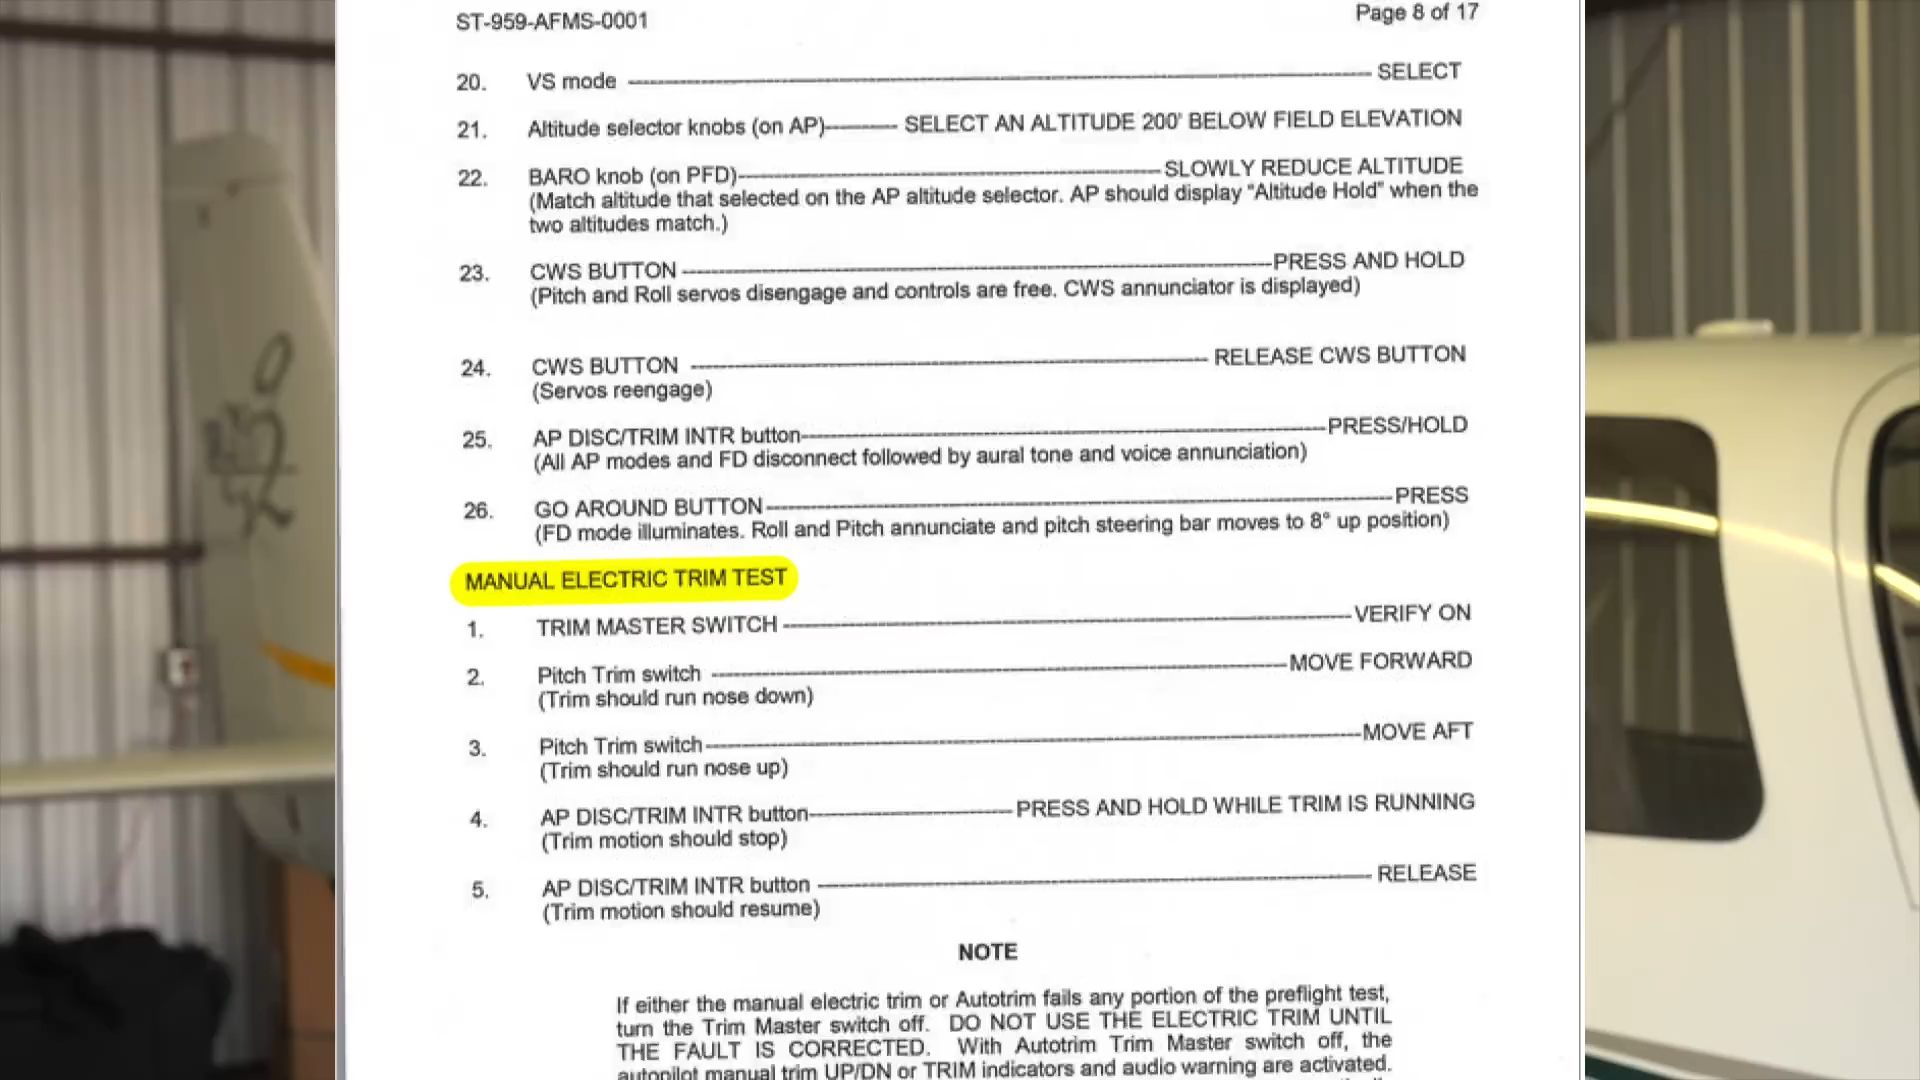 ST-959-AFMS-0001 Page 8 of 17
20. VS mode SELECT
21. Altitude selector knobs (on AP) SELECT AN ALTITUDE 200' BELOW FIELD ELEVATION
22. BARO knob (on PFD) SLOWLY REDUCE ALTITUDE
(Match altitude that selected on the AP altitude selector. AP should display "Altitude Hold" when the
two altitudes match.)
23. CWS BUTTON PRESS AND HOLD
(Pitch and Roll servos disengage and controls are free. CWS annunciator is displayed)
24. CWS BUTTON RELEASE CWS BUTTON
(Servos reengage)
25. AP DISC/TRIM INTR button PRESS/HOLD
(All AP modes and FD disconnect followed by aural tone and voice annunciation)
26. GO AROUND BUTTON PRESS
(FD mode illuminates. Roll and Pitch annunciate and pitch steering bar moves to 8° up position)
MANUAL ELECTRIC TRIM TEST
1. TRIM MASTER SWITCH VERIFY ON
2. Pitch Trim switch MOVE FORWARD
(Trim should run nose down)
3. Pitch Trim switch MOVE AFT
(Trim should run nose up)
4. AP DISC/TRIM INTR button PRESS AND HOLD WHILE TRIM IS RUNNING
(Trim motion should stop)
5. AP DISC/TRIM INTR button RELEASE
(Trim motion should resume)
NOTE
If either the manual electric trim or Autotrim fails any portion of the preflight test,
turn the Trim Master switch off. DO NOT USE THE ELECTRIC TRIM UNTIL
THE FAULT IS CORRECTED. With Autotrim Trim Master switch off, the
autopilot manual trim UP/DN or TRIM indicators and audio warning are activated.